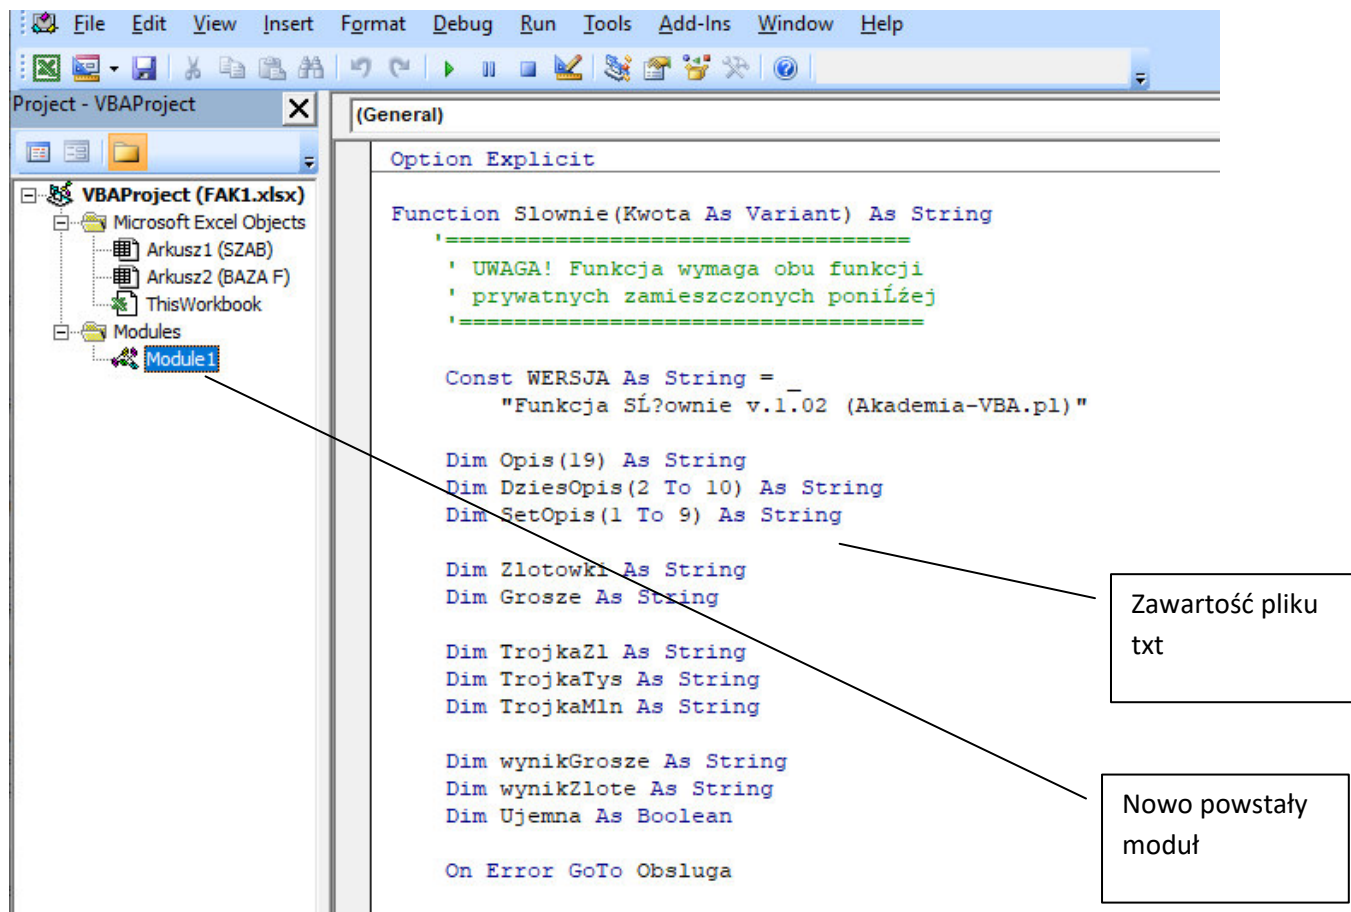 File Edit View Insert Format Debug Run Tools Add-Ins Window Help
Project - VBAProject
(General)
VBAProject (FAK1.xlsx)
Microsoft Excel Objects
Arkusz1 (SZAB)
Arkusz2 (BAZA F)
ThisWorkbook
Modules
Module1
Option Explicit
Function Slownie(Kwota As Variant) As String
'==================================
' UWAGA! Funkcja wymaga obu funkcji
' prywatnych zamieszczonych poniĹźej
'==================================
Const WERSJA As String = _
"Funkcja SĹ?ownie v.1.02 (Akademia-VBA.pl)"
Dim Opis(19) As String
Dim DziesOpis(2 To 10) As String
Dim SetOpis(1 To 9) As String
Dim Zlotowki As String
Dim Grosze As String
Dim TrojkaZl As String
Dim TrojkaTys As String
Dim TrojkaMln As String
Dim wynikGrosze As String
Dim wynikZlote As String
Dim Ujemna As Boolean
On Error GoTo Obsluga
Zawartość pliku
txt
Nowo powstały
moduł